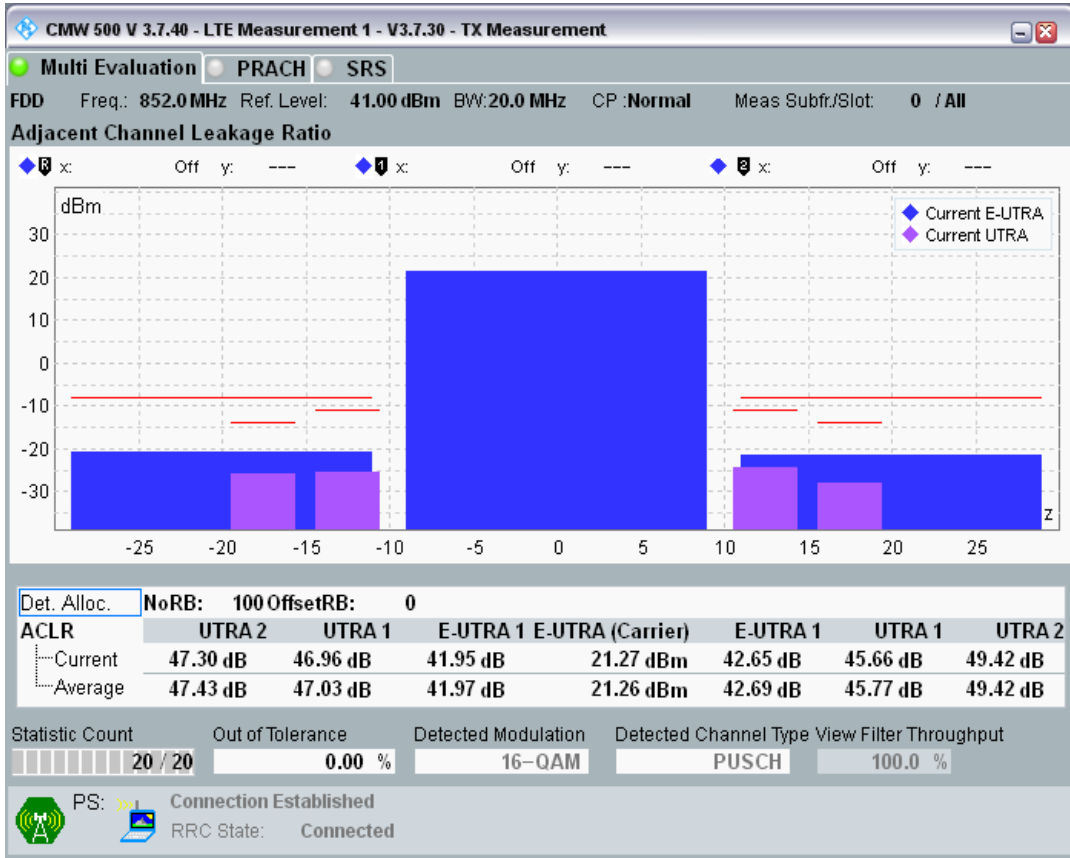 CMW 500 V 3.7.40 - LTE Measurement 1 - V3.7.30 - TX Measurement
Multi Evaluation PRACH SRS
FDD Freq.: 852.0 MHz Ref. Level: 41.00 dBm BW: 20.0 MHz CP :Normal Meas Subfr./Slot: 0 / All
Adjacent Channel Leakage Ratio
R x: Off y: --- 1 x: Off y: --- 2 x: Off y: ---
dBm
Current E-UTRA
Current UTRA
30
20
10
0
-10
-20
-30
z
-25 -20 -15 -10 -5 0 5 10 15 20 25
Det. Alloc. NoRB: 100 OffsetRB: 0
ACLR UTRA 2 UTRA 1 E-UTRA 1 E-UTRA (Carrier) E-UTRA 1 UTRA 1 UTRA 2
Current 47.30 dB 46.96 dB 41.95 dB 21.27 dBm 42.65 dB 45.66 dB 49.42 dB
Average 47.43 dB 47.03 dB 41.97 dB 21.26 dBm 42.69 dB 45.77 dB 49.42 dB
Statistic Count Out of Tolerance Detected Modulation Detected Channel Type View Filter Throughput
20 / 20 0.00 % 16-QAM PUSCH 100.0 %
PS: Connection Established
RRC State: Connected